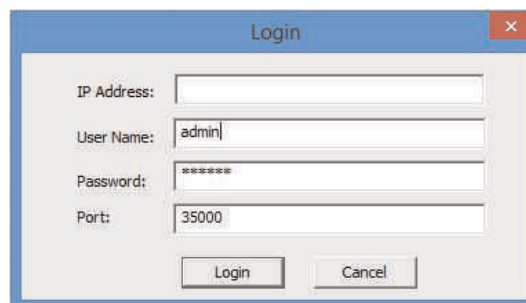 Login
IP Address:
User Name: admin
Password: ******
Port: 35000
Login Cancel